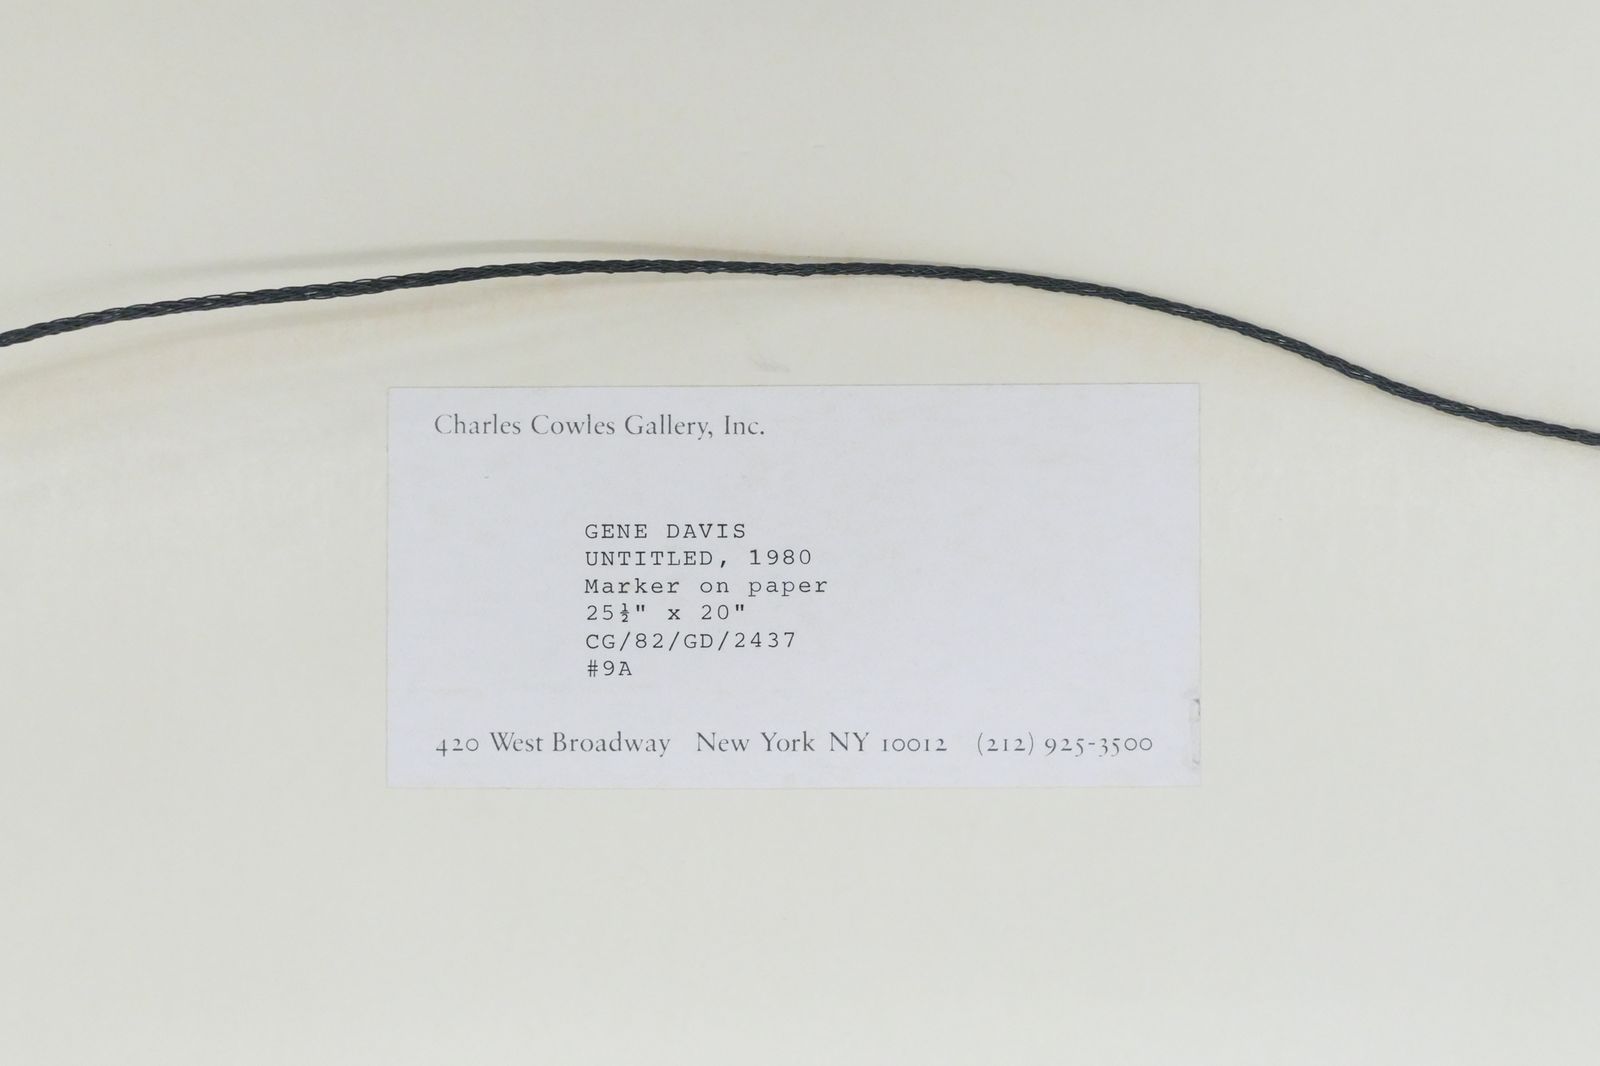 Charles Cowles Gallery, Inc.
GENE DAVIS
UNTITLED, 1980
Marker on paper
25½" x 20"
CG/82/GD/2437
#9A
420 West Broadway New York NY 10012 (212) 925-3500